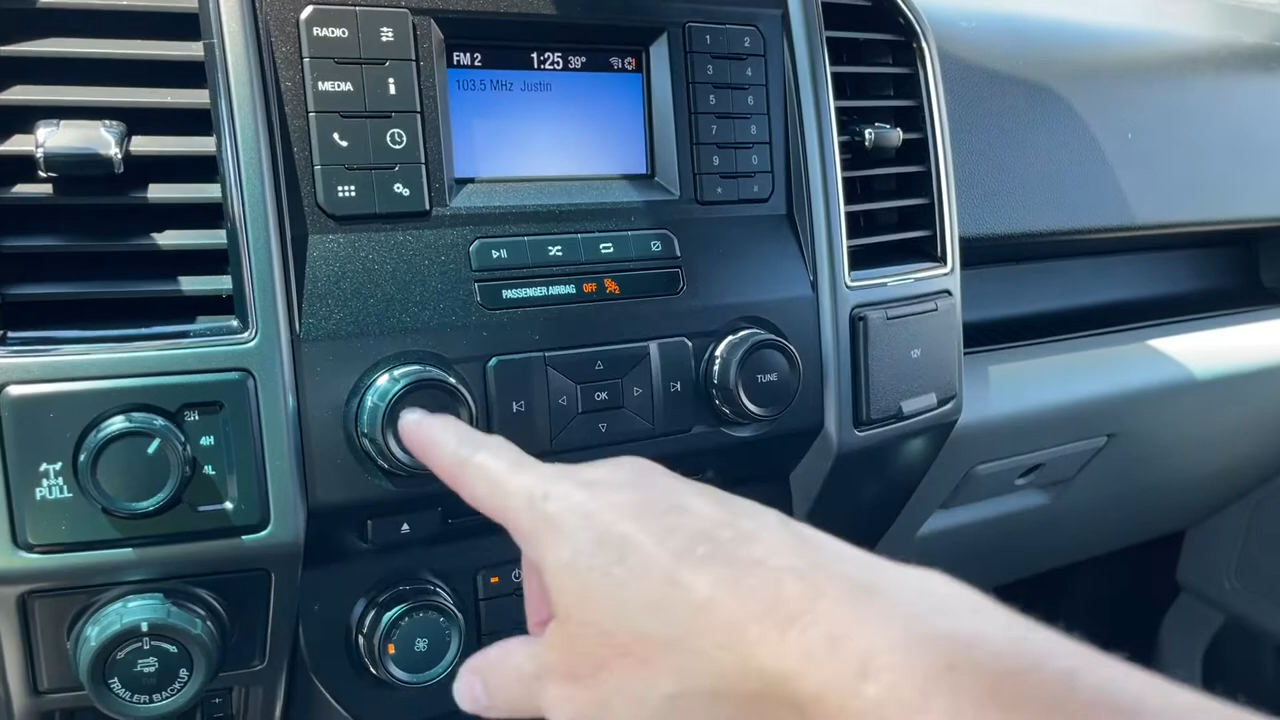 RADIO
MEDIA
FM 2 1:25 39°
103.5 MHz Justin
1 2
3 4
5 6
7 8
9 0
* #
PASSENGER AIRBAG OFF 2
OK
TUNE
12V
2H
4H
4L
PULL
TRAILER BACKUP